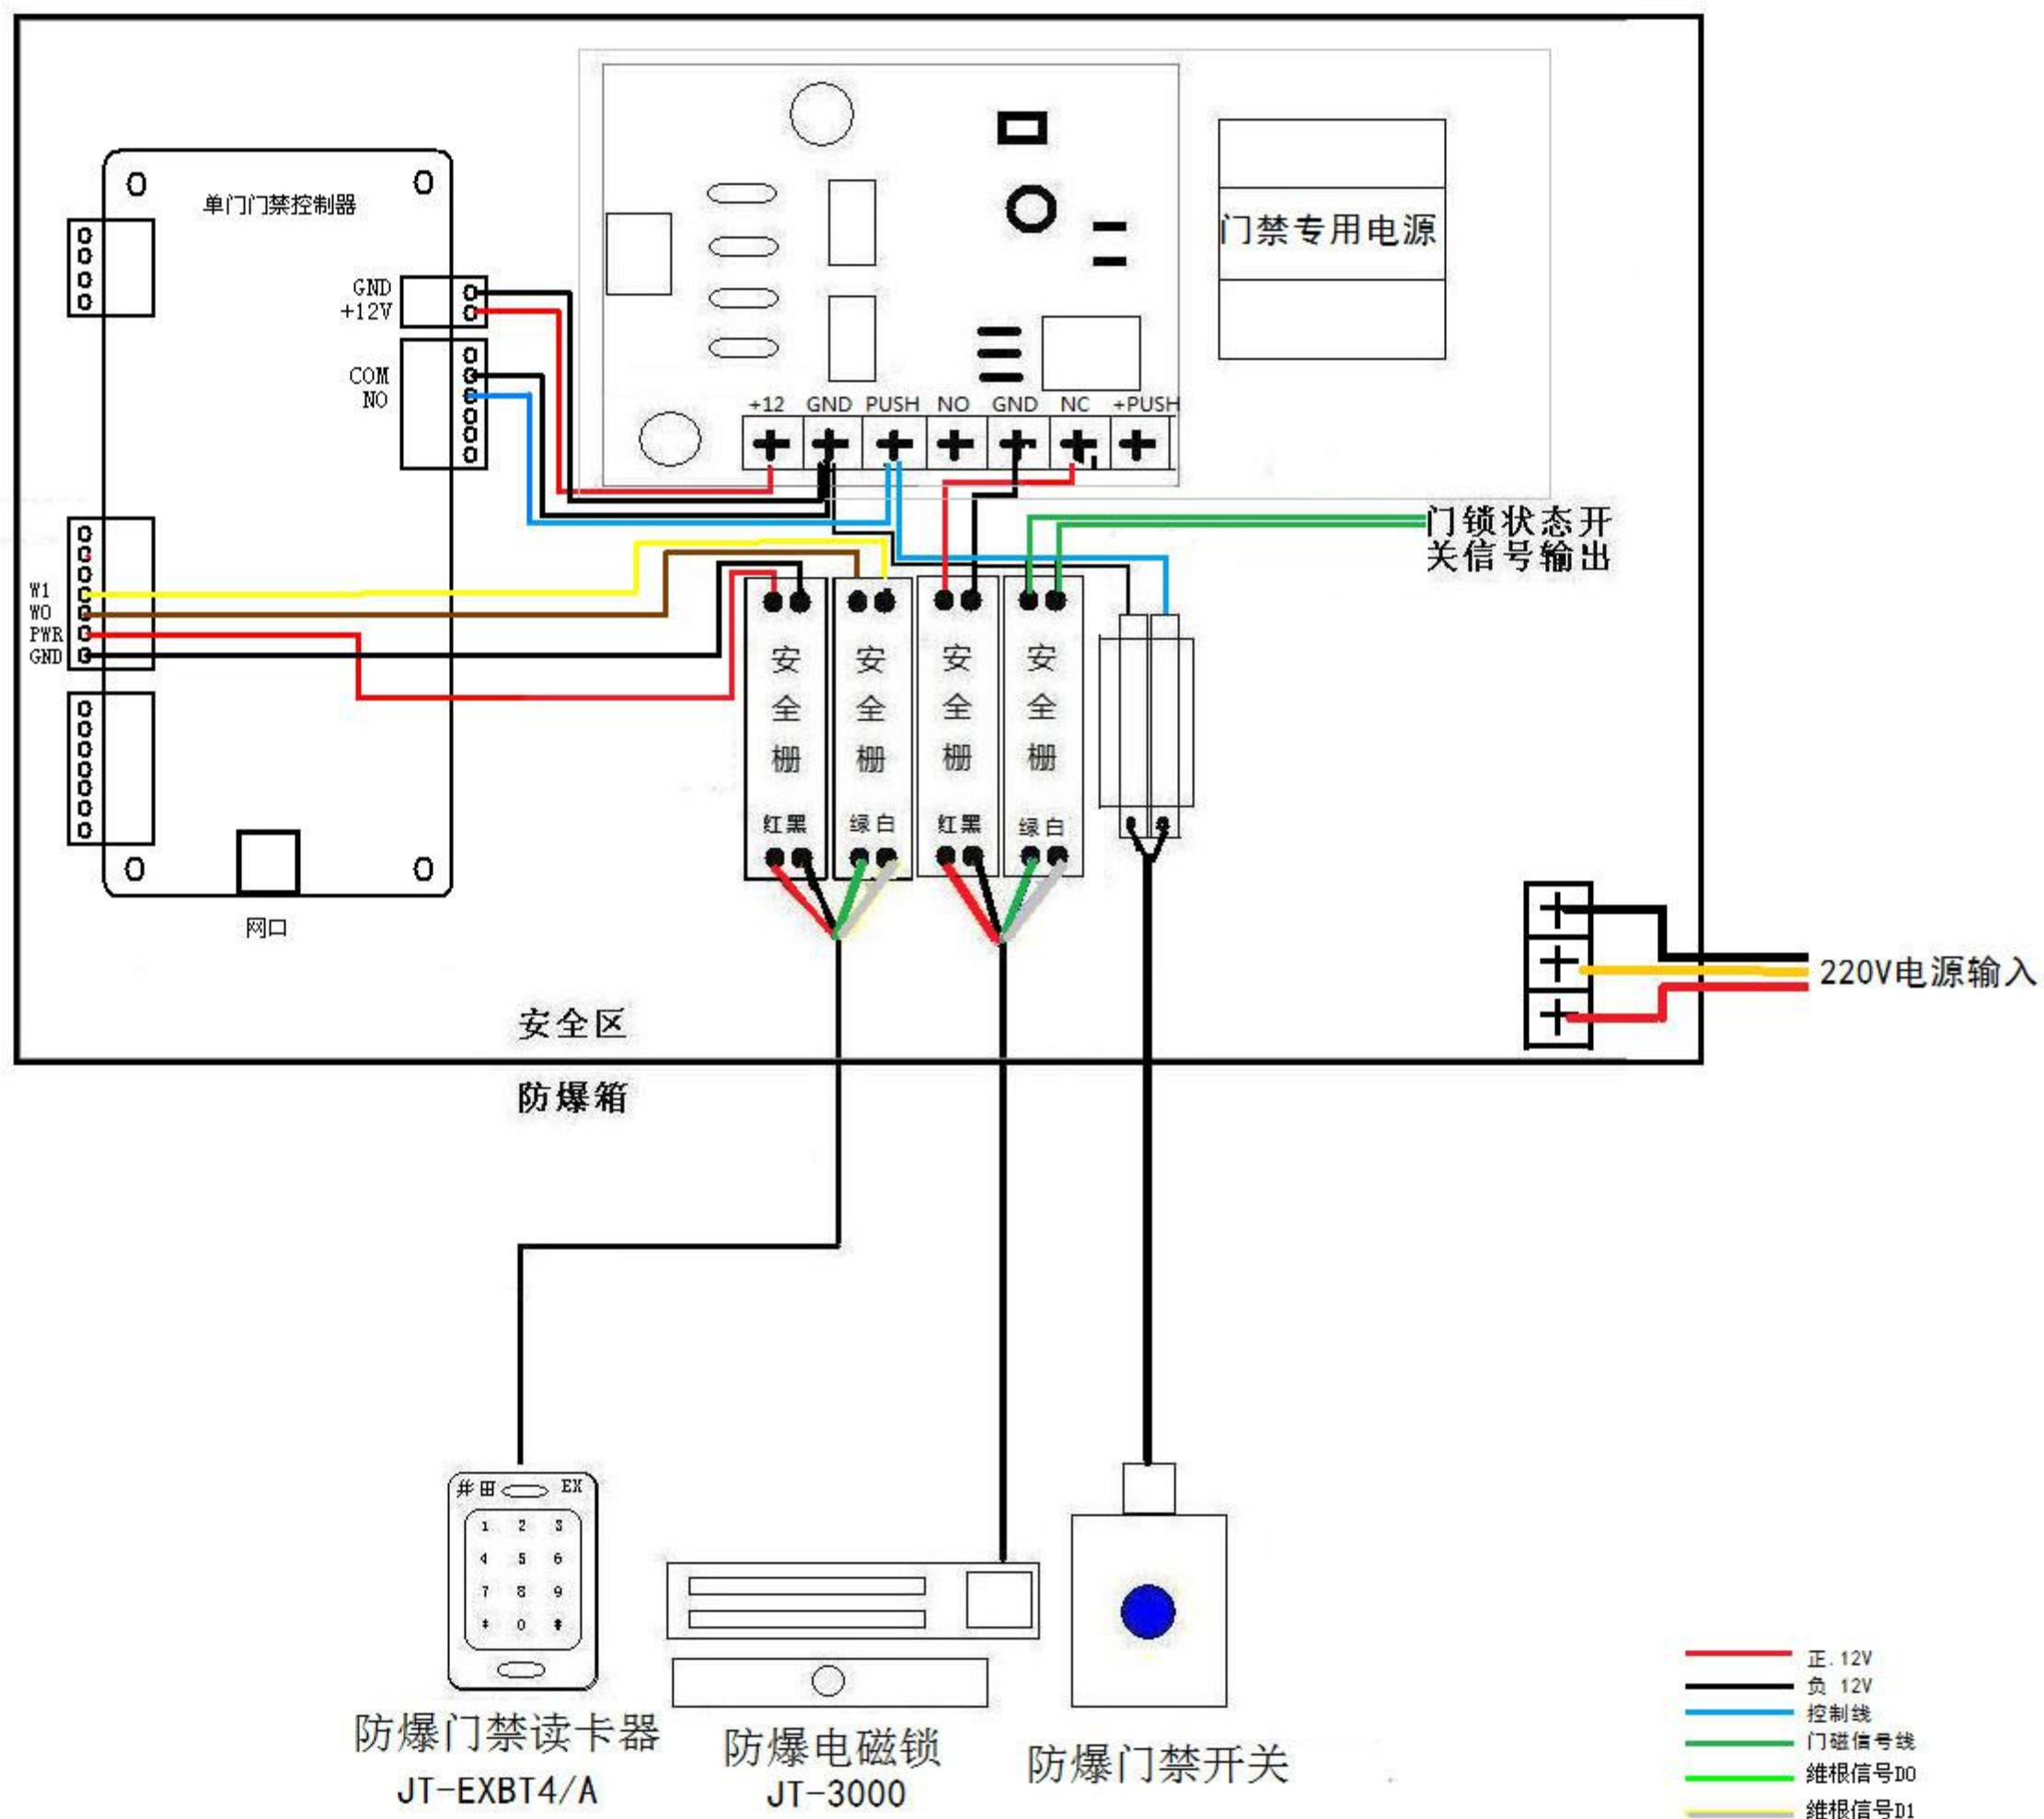 单门门禁控制器
GND
+12V
COM
NO
W1
W0
PWR
GND
网口
门禁专用电源
+12 GND PUSH NO GND NC +PUSH
门锁状态开
关信号输出
安全栅
红黑
安全栅
绿白
安全栅
红黑
安全栅
绿白
220V电源输入
安全区
防爆箱
EX
1 2 3
4 5 6
7 8 9
* 0 #
防爆门禁读卡器
JT-EXBT4/A
防爆电磁锁
JT-3000
防爆门禁开关
正.12V
负 12V
控制线
门磁信号线
维根信号D0
维根信号D1